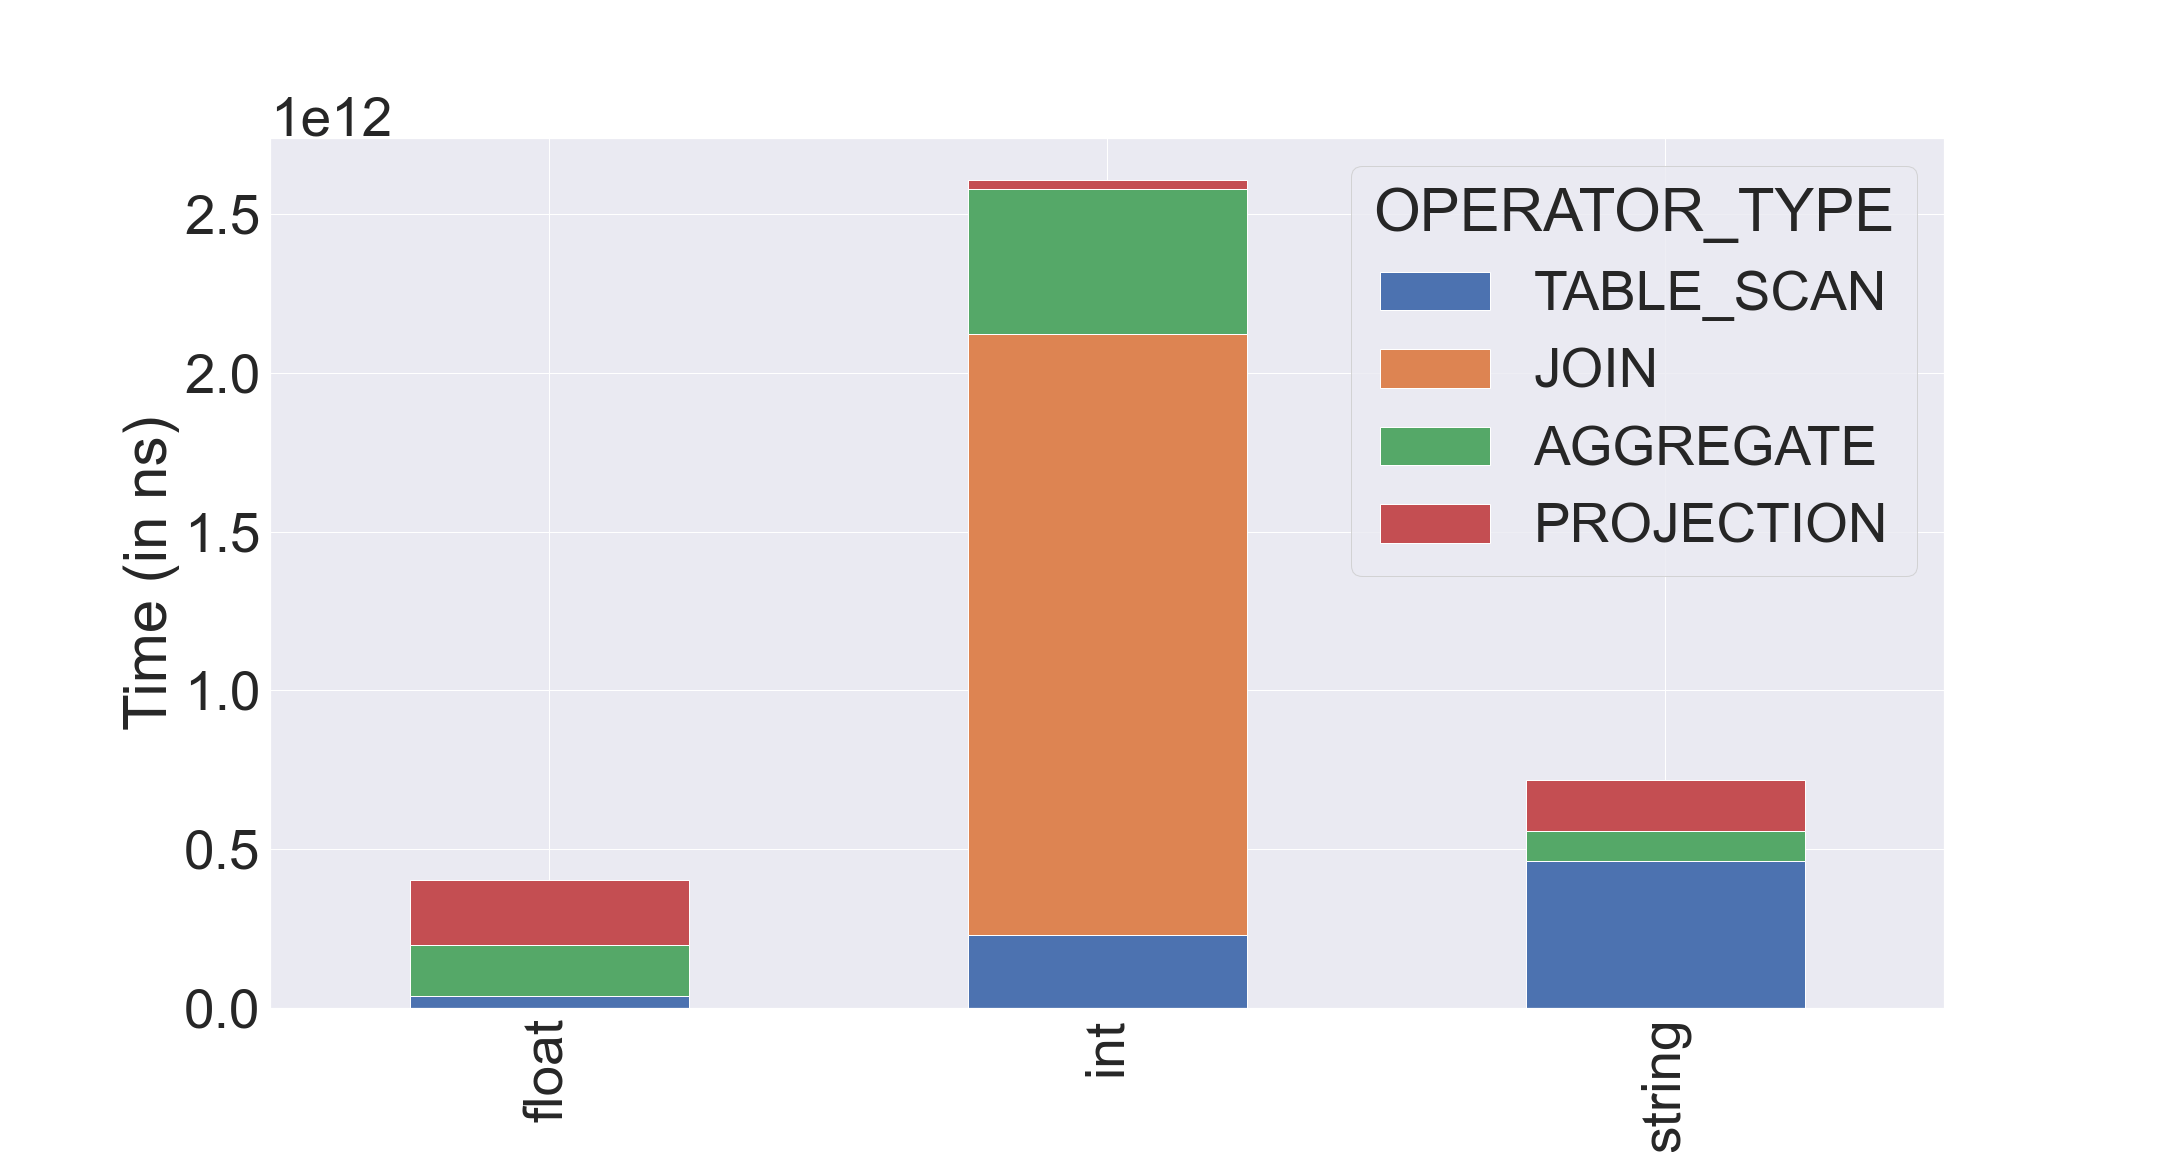 1e12
2.5
2.0
1.5
1.0
0.5
0.0
Time (in ns)
OPERATOR_TYPE
TABLE_SCAN
JOIN
AGGREGATE
PROJECTION
float
int
string